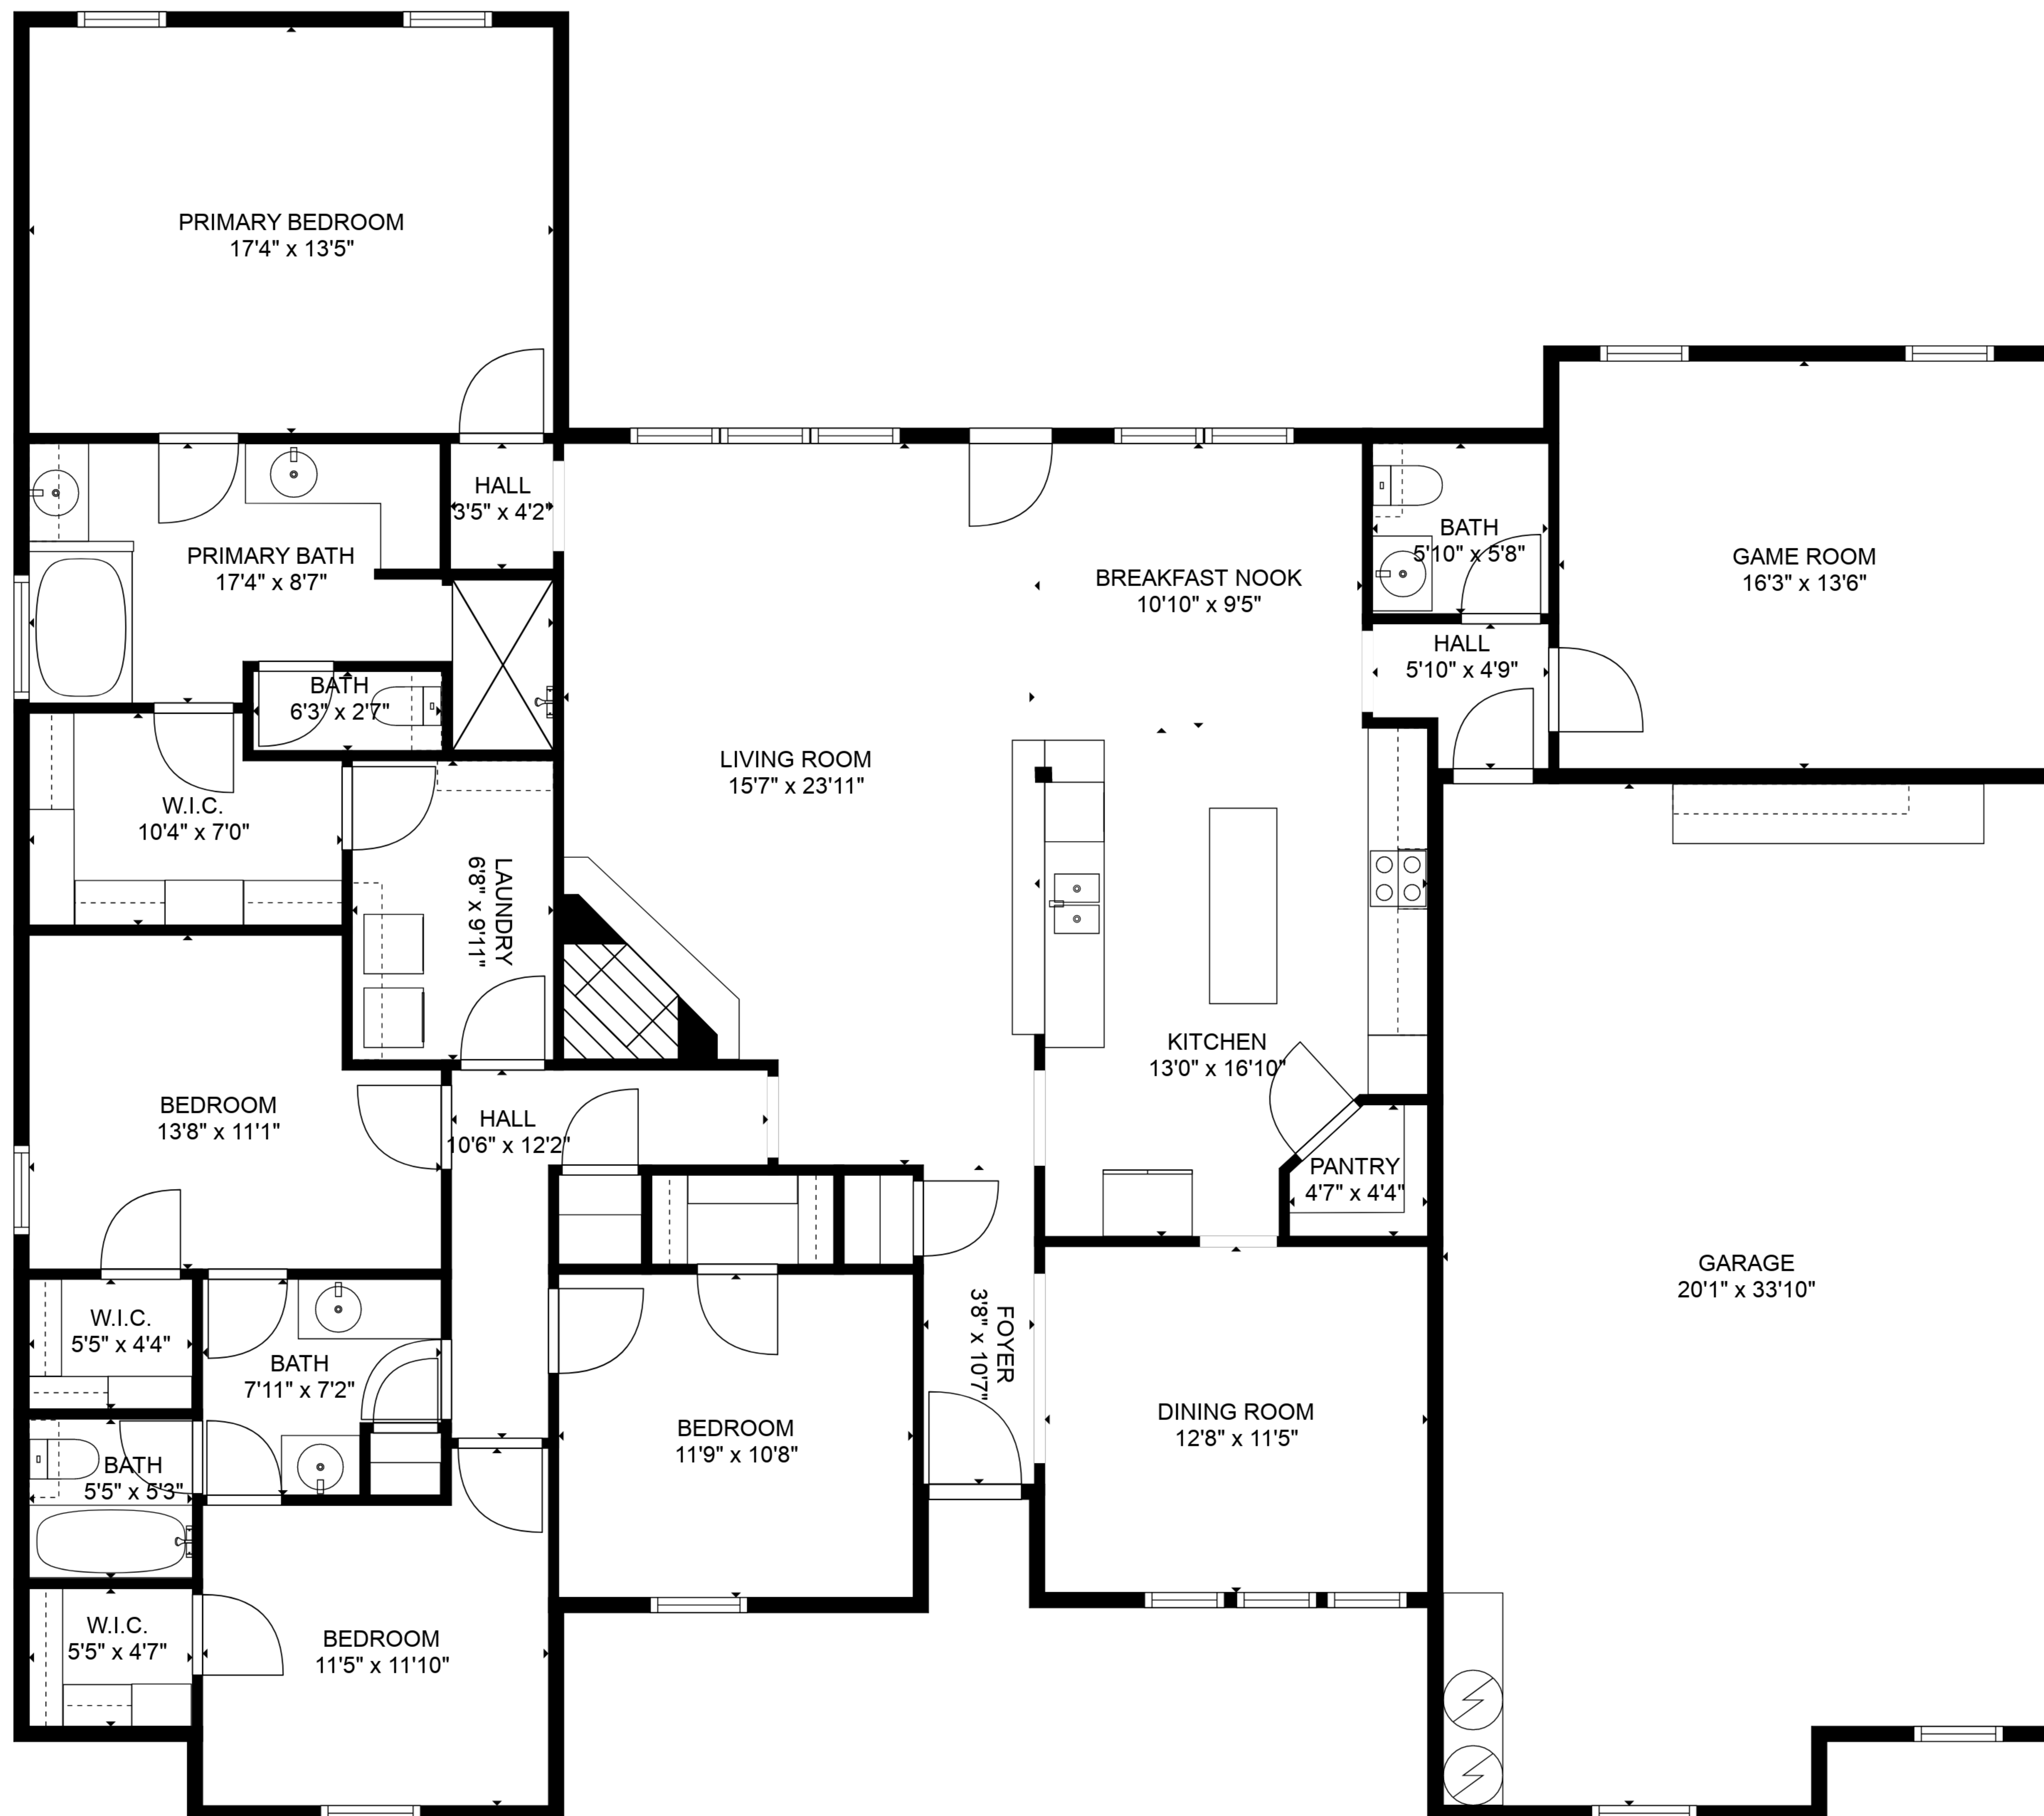 PRIMARY BEDROOM
17'4" x 13'5"
HALL
3'5" x 4'2"
PRIMARY BATH
17'4" x 8'7"
BREAKFAST NOOK
10'10" x 9'5"
BATH
5'10" x 5'8"
GAME ROOM
16'3" x 13'6"
HALL
5'10" x 4'9"
BATH
6'3" x 2'7"
LIVING ROOM
15'7" x 23'11"
W.I.C.
10'4" x 7'0"
LAUNDRY
6'8" x 9'11"
KITCHEN
13'0" x 16'10"
BEDROOM
13'8" x 11'1"
HALL
10'6" x 12'2"
PANTRY
4'7" x 4'4"
GARAGE
20'1" x 33'10"
W.I.C.
5'5" x 4'4"
BATH
7'11" x 7'2"
FOYER
3'8" x 10'7"
DINING ROOM
12'8" x 11'5"
BEDROOM
11'9" x 10'8"
BATH
5'5" x 5'3"
W.I.C.
5'5" x 4'7"
BEDROOM
11'5" x 11'10"